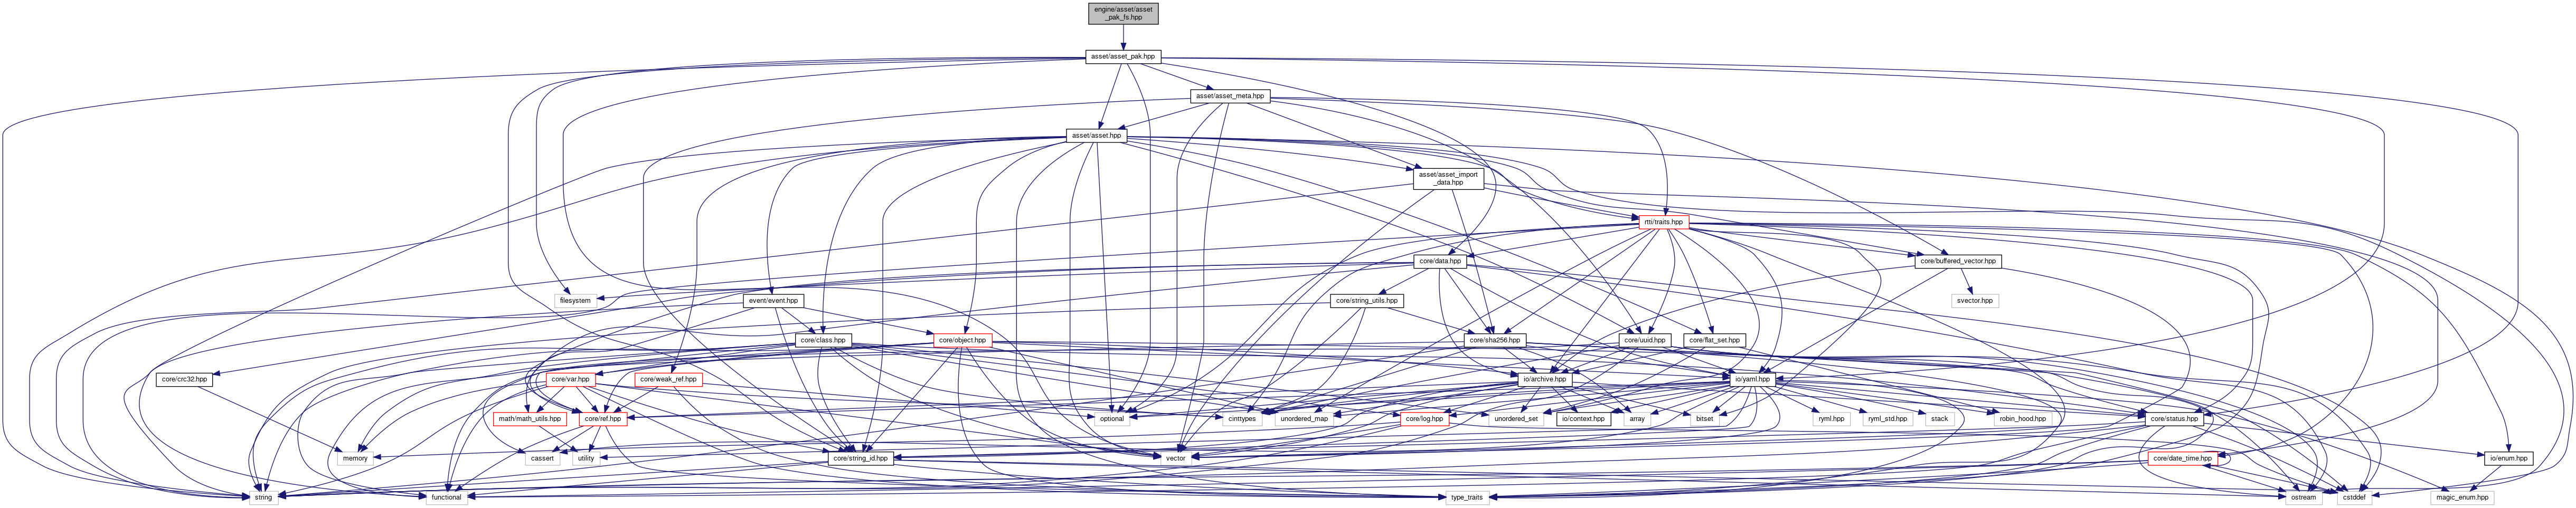 engine/asset/asset
_pak_fs.hpp
asset/asset_pak.hpp
asset/asset_meta.hpp
asset/asset.hpp
asset/asset_import
_data.hpp
rtti/traits.hpp
core/data.hpp
core/buffered_vector.hpp
filesystem
event/event.hpp
core/string_utils.hpp
svector.hpp
core/class.hpp
core/object.hpp
core/sha256.hpp
core/uuid.hpp
core/flat_set.hpp
core/crc32.hpp
core/var.hpp
core/weak_ref.hpp
io/archive.hpp
io/yaml.hpp
math/math_utils.hpp
core/ref.hpp
optional
cinttypes
unordered_map
core/log.hpp
unordered_set
io/context.hpp
array
bitset
ryml.hpp
ryml_std.hpp
stack
robin_hood.hpp
core/status.hpp
memory
cassert
utility
core/string_id.hpp
vector
core/date_time.hpp
io/enum.hpp
string
functional
type_traits
ostream
cstddef
magic_enum.hpp